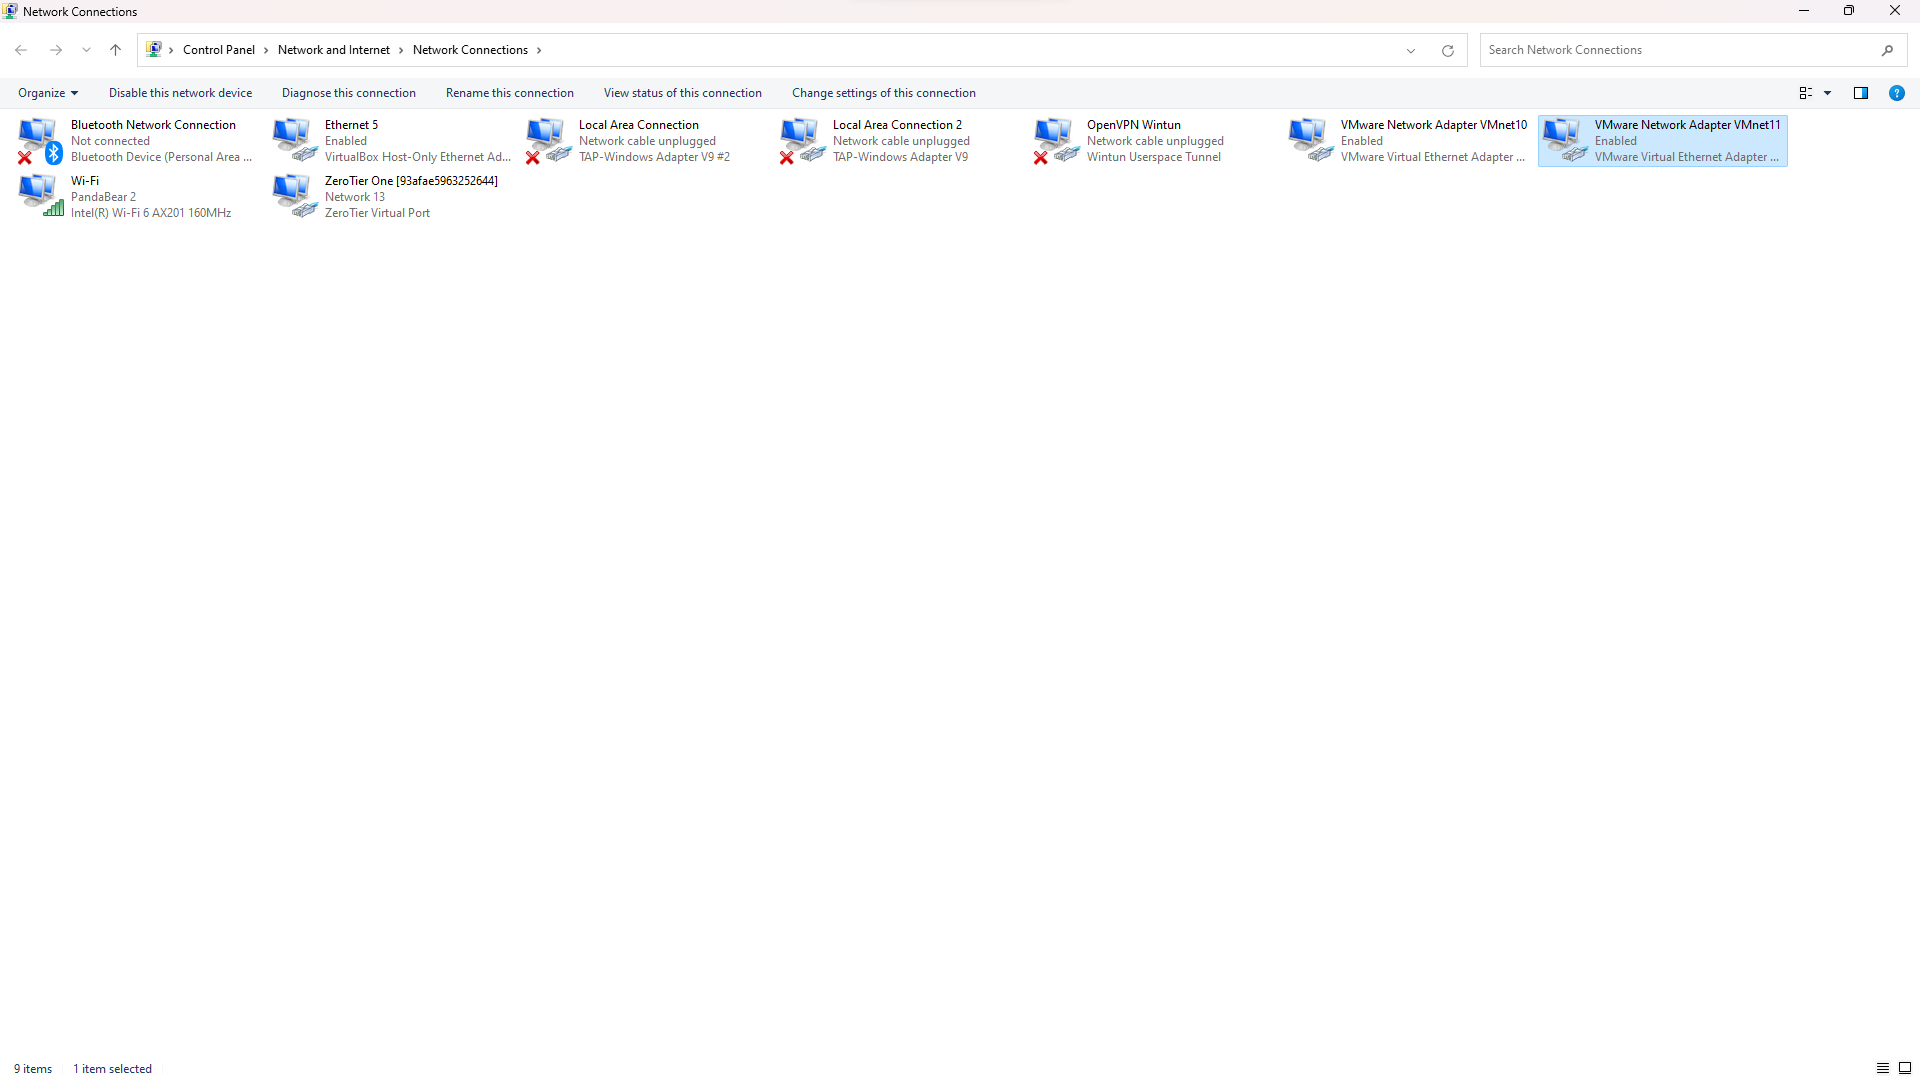 Network Connections
Control Panel
Network and Internet
Network Connections
Search Network Connections
Organize
Disable this network device
Diagnose this connection
Rename this connection
View status of this connection
Change settings of this connection
Bluetooth Network Connection
Not connected
Bluetooth Device (Personal Area ...
Ethernet 5
Enabled
VirtualBox Host-Only Ethernet Ad...
Local Area Connection
Network cable unplugged
TAP-Windows Adapter V9 #2
Local Area Connection 2
Network cable unplugged
TAP-Windows Adapter V9
OpenVPN Wintun
Network cable unplugged
Wintun Userspace Tunnel
VMware Network Adapter VMnet10
Enabled
VMware Virtual Ethernet Adapter ...
VMware Network Adapter VMnet11
Enabled
VMware Virtual Ethernet Adapter ...
Wi-Fi
PandaBear 2
Intel(R) Wi-Fi 6 AX201 160MHz
ZeroTier One [93afae5963252644]
Network 13
ZeroTier Virtual Port
9 items
1 item selected